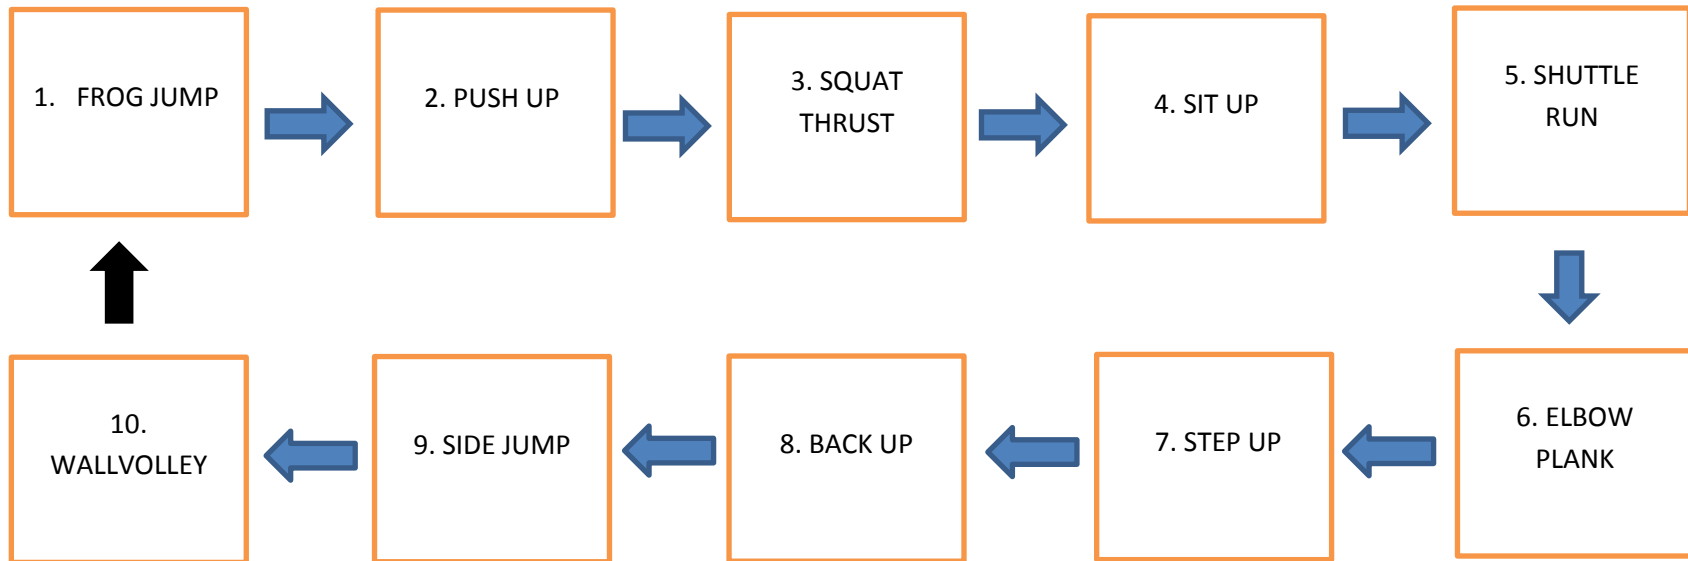 1. FROG JUMP
2. PUSH UP
3. SQUAT
THRUST
4. SIT UP
5. SHUTTLE
RUN
6. ELBOW
PLANK
7. STEP UP
8. BACK UP
9. SIDE JUMP
10.
WALLVOLLEY